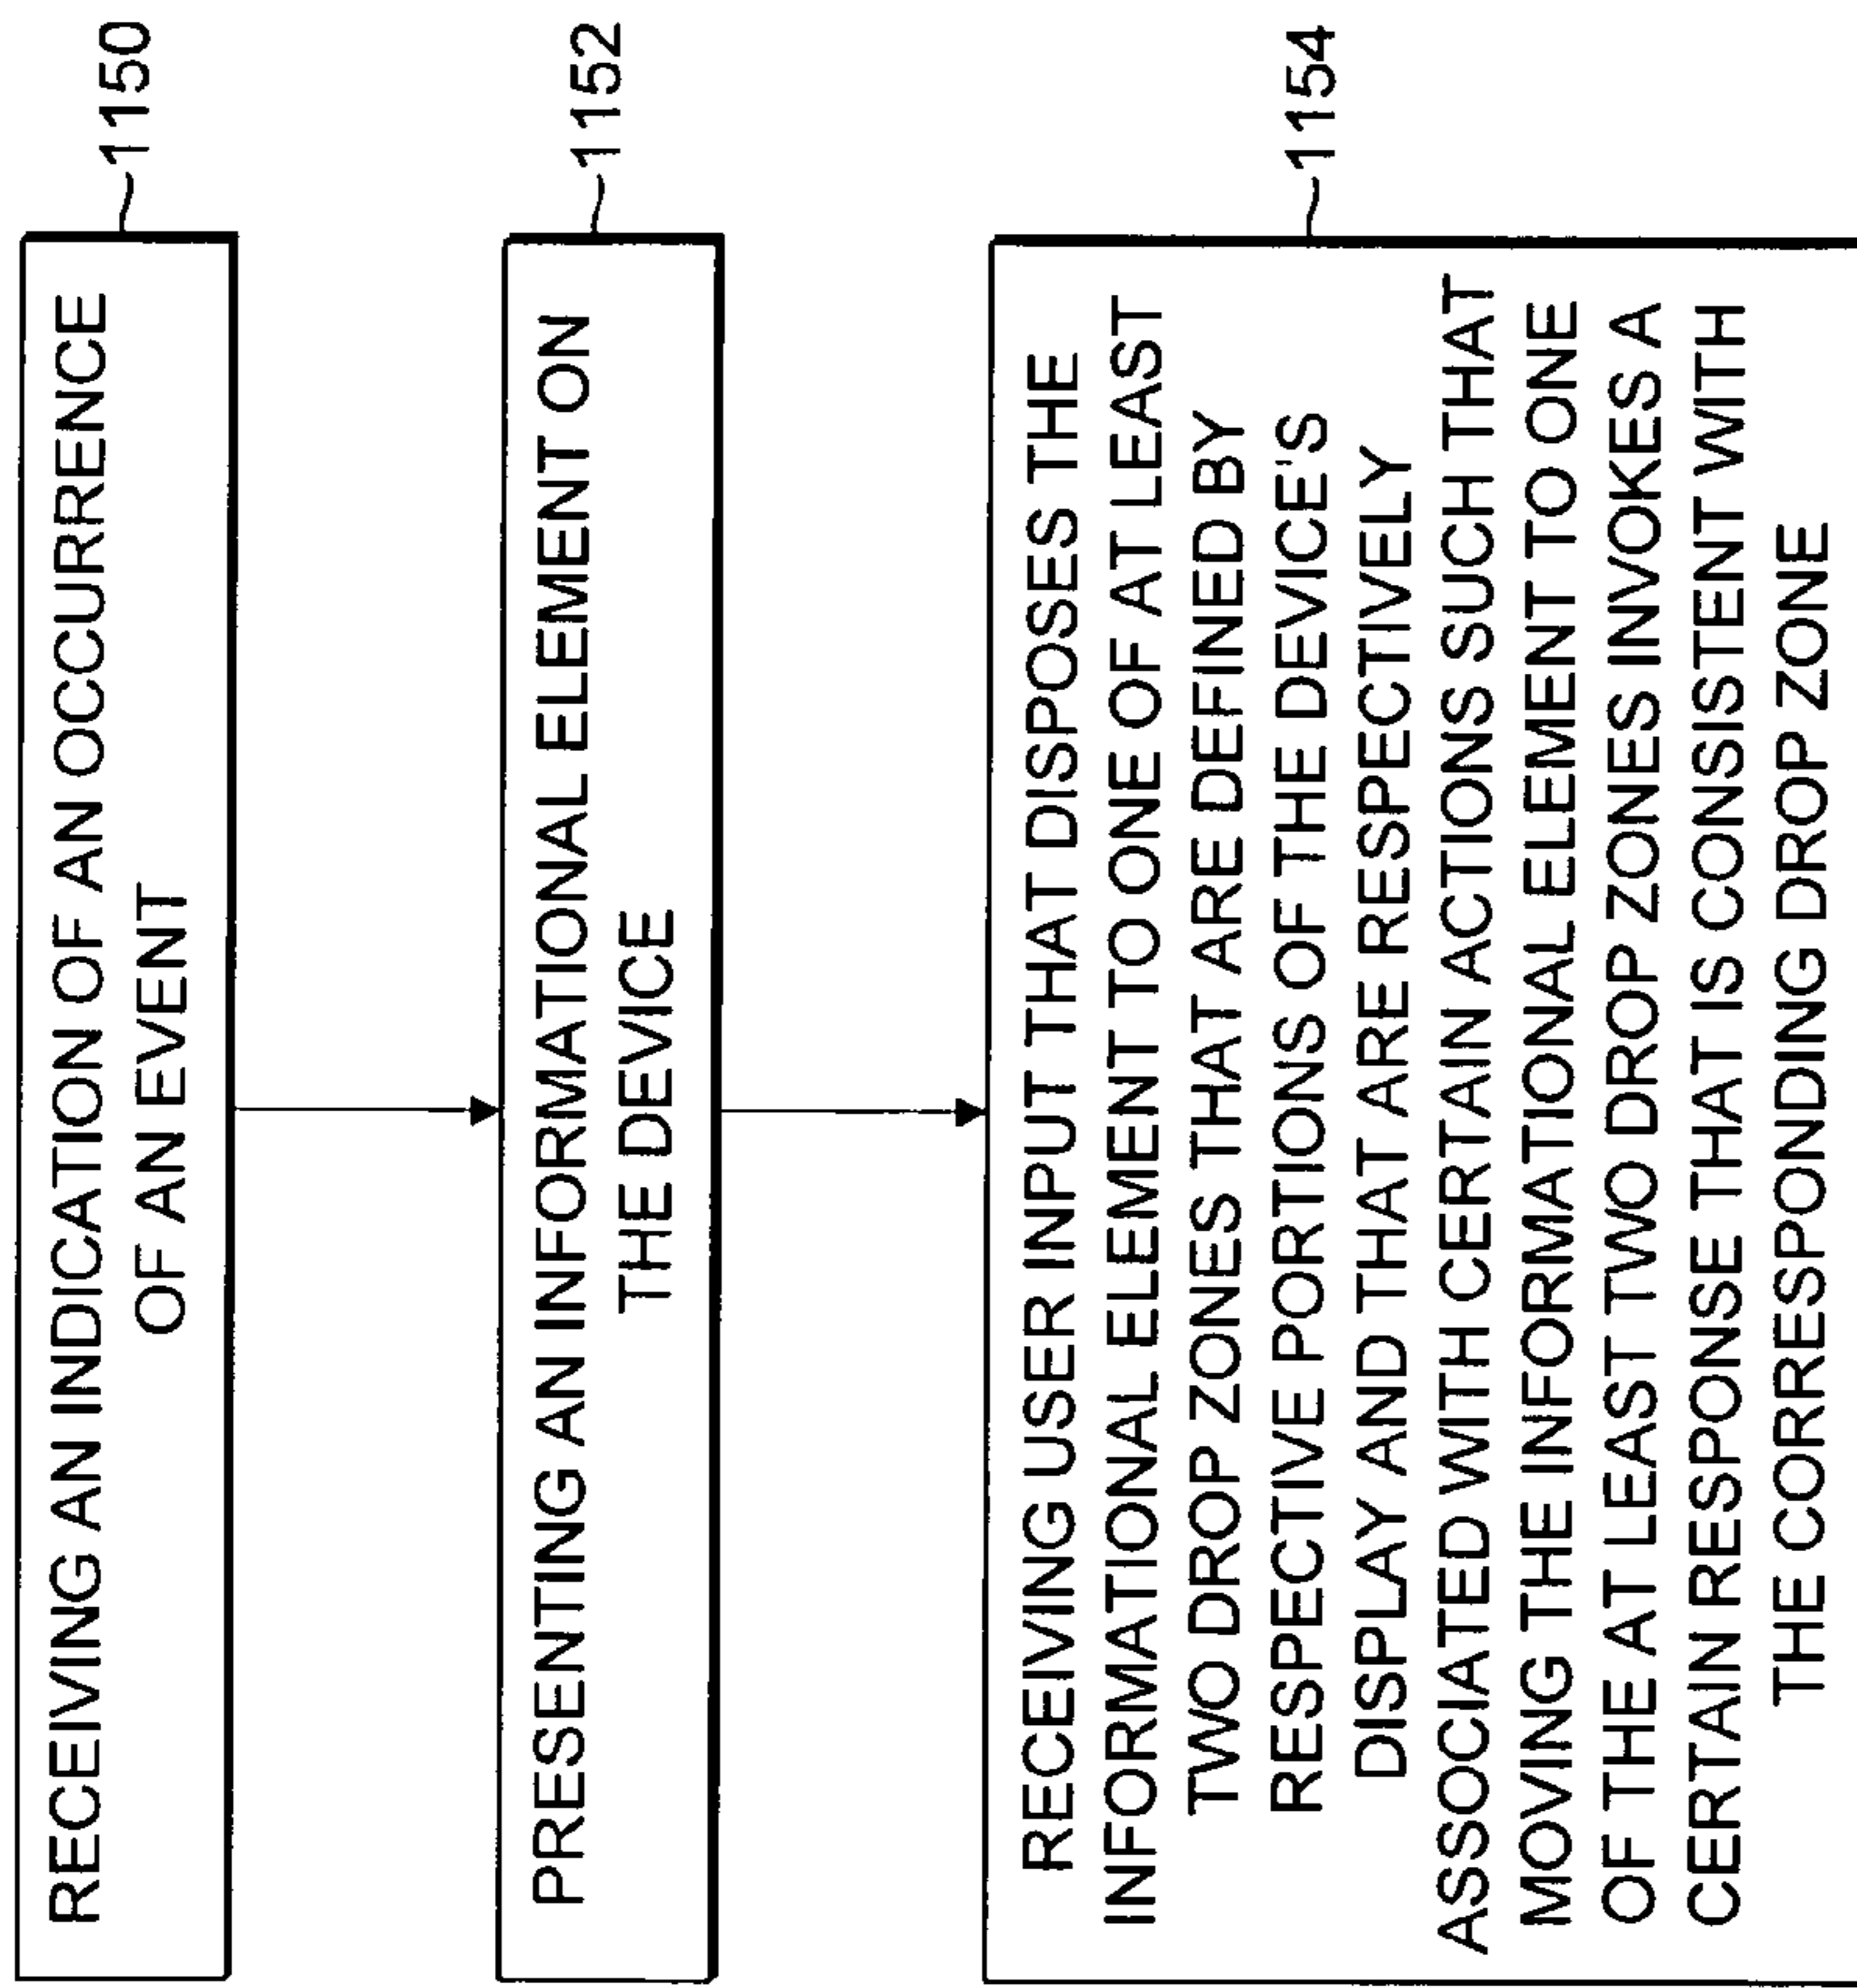 RECEIVING AN INDICATION OF AN OCCURRENCE
OF AN EVENT
1150
PRESENTING AN INFORMATIONAL ELEMENT ON
THE DEVICE
1152
RECEIVING USER INPUT THAT DISPOSES THE
INFORMATIONAL ELEMENT TO ONE OF AT LEAST
TWO DROP ZONES THAT ARE DEFINED BY
RESPECTIVE PORTIONS OF THE DEVICE'S
DISPLAY AND THAT ARE RESPECTIVELY
ASSOCIATED WITH CERTAIN ACTIONS SUCH THAT
MOVING THE INFORMATIONAL ELEMENT TO ONE
OF THE AT LEAST TWO DROP ZONES INVOKES A
CERTAIN RESPONSE THAT IS CONSISTENT WITH
THE CORRESPONDING DROP ZONE
1154